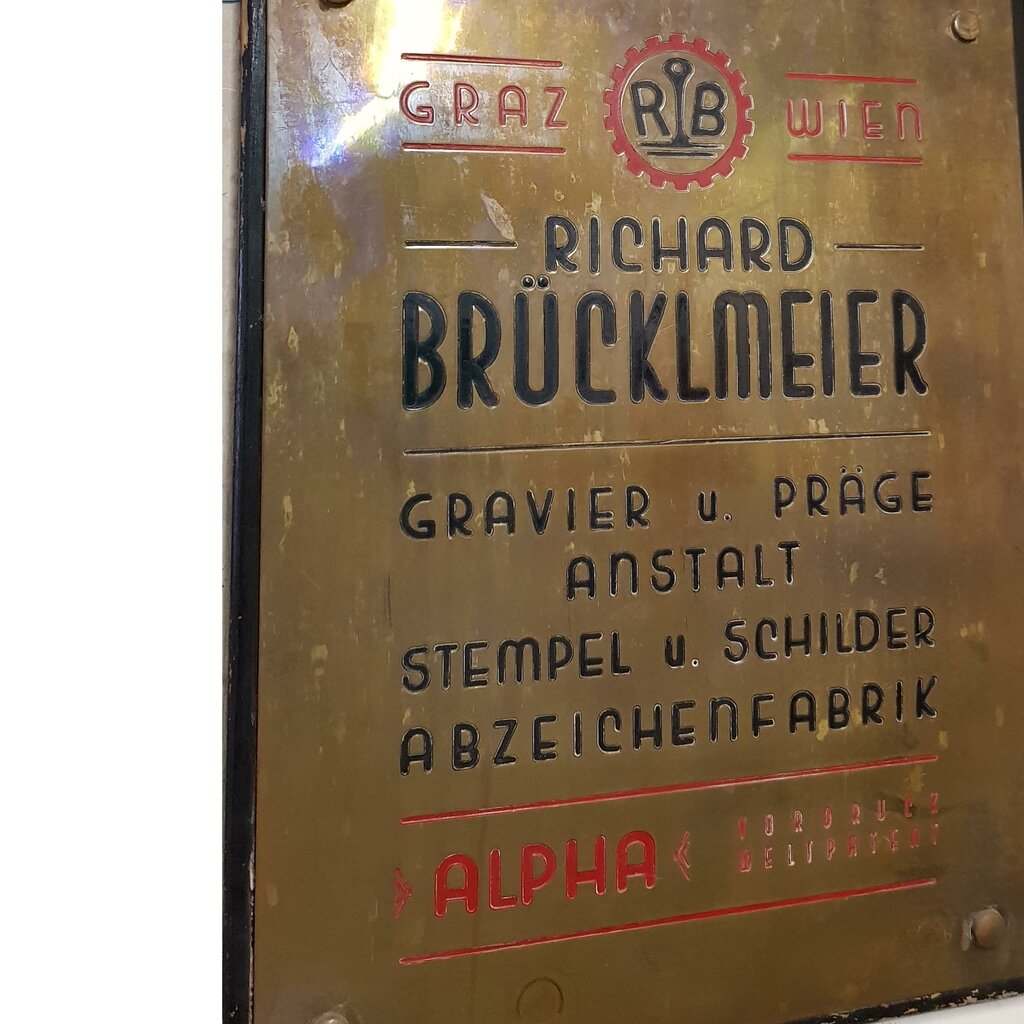 GRAZ RB WIEN
RICHARD
BRÜCKLMEIER
GRAVIER u. PRÄGE
ANSTALT
STEMPEL u. SCHILDER
ABZEICHENFABRIK
>ALPHA< VORDRUCK
WELTPATENT